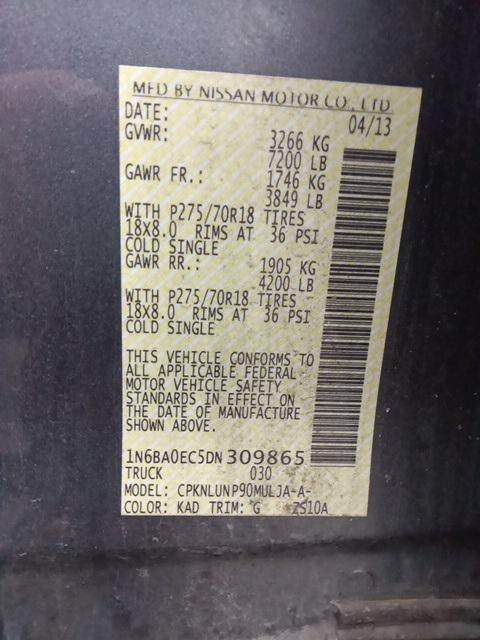 MFD BY NISSAN MOTOR CO., LTD.
DATE: 04/13
GVWR: 3266 KG
7200 LB
GAWR FR.: 1746 KG
3849 LB
WITH P275/70R18 TIRES
18X8.0 RIMS AT 36 PSI
COLD SINGLE
GAWR RR.: 1905 KG
4200 LB
WITH P275/70R18 TIRES
18X8.0 RIMS AT 36 PSI
COLD SINGLE
THIS VEHICLE CONFORMS TO
ALL APPLICABLE FEDERAL
MOTOR VEHICLE SAFETY
STANDARDS IN EFFECT ON
THE DATE OF MANUFACTURE
SHOWN ABOVE.
1N6BA0EC5DN309865
TRUCK 030
MODEL: CPKNLUNP90MULJA-A-
COLOR: KAD TRIM: G ZS10A